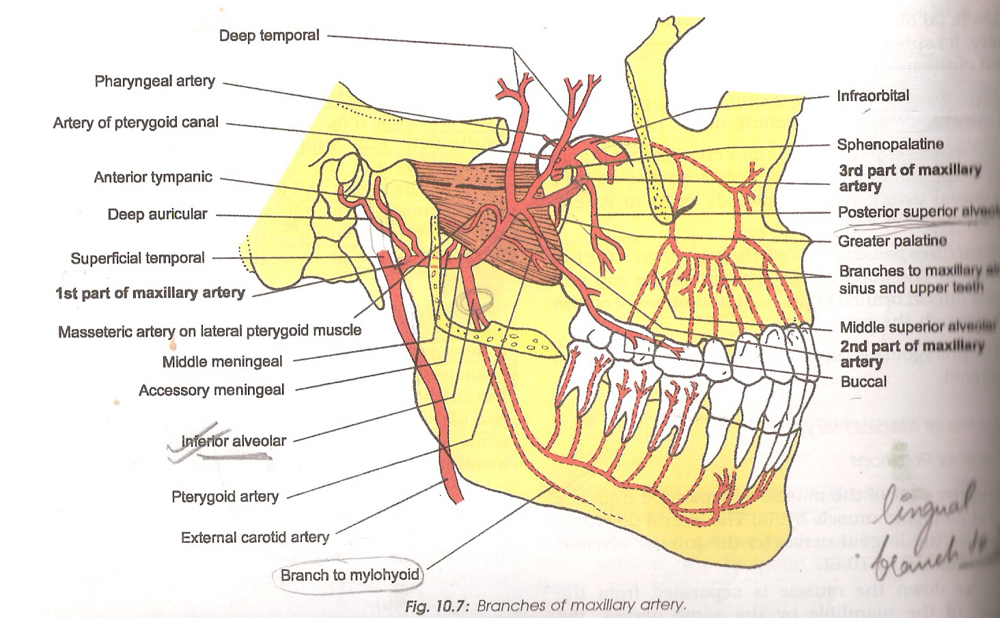 Deep temporal
Pharyngeal artery
Artery of pterygoid canal
Anterior tympanic
Deep auricular
Superficial temporal
1st part of maxillary artery
Masseteric artery on lateral pterygoid muscle
Middle meningeal
Accessory meningeal
Inferior alveolar
Pterygoid artery
External carotid artery
Branch to mylohyoid
Infraorbital
Sphenopalatine
3rd part of maxillary
artery
Posterior superior
Greater palatine
Branches to maxillary
sinus and upper teeth
Middle superior alveolar
2nd part of maxillary
artery
Buccal
lingual
branch
Fig. 10.7: Branches of maxillary artery.